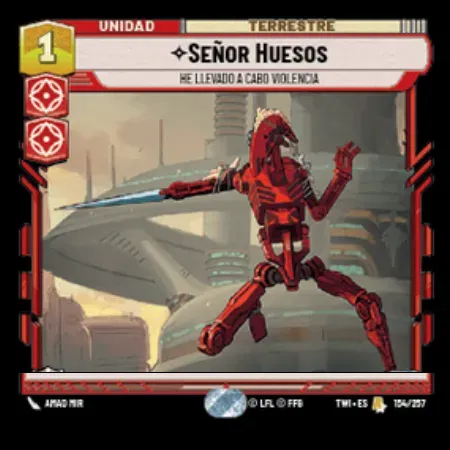 UNIDAD
TERRESTRE
1
SEÑOR HUESOS
HE LLEVADO A CABO VIOLENCIA
AMAD MIR
© LFL © FFG
TWI • ES
154/257